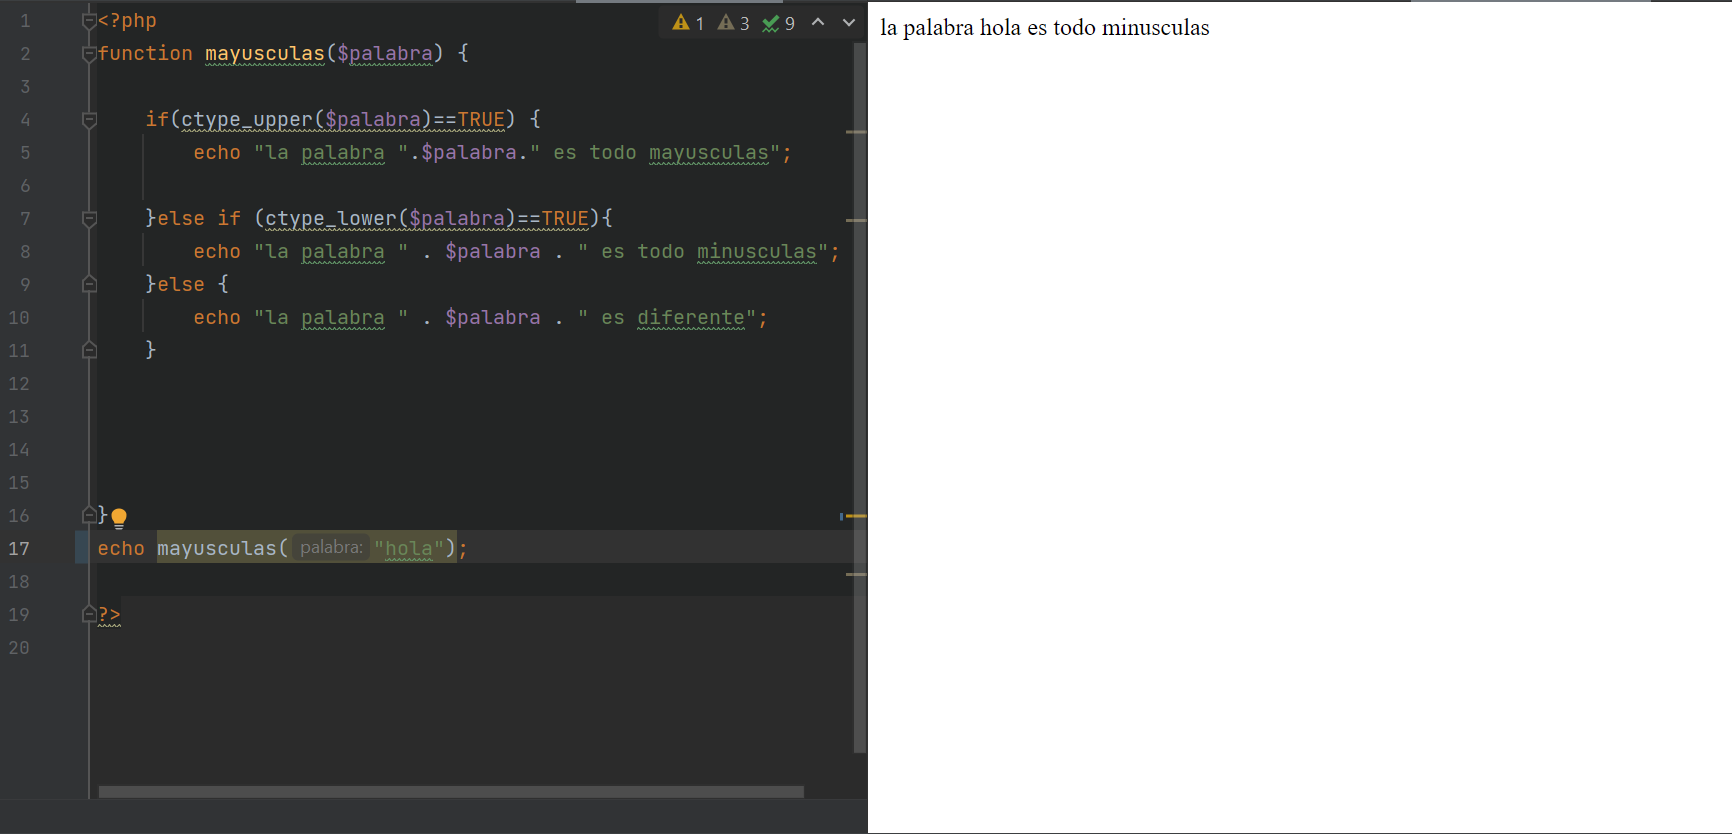 1 <?php
2 function mayusculas($palabra) {
3
4     if(ctype_upper($palabra)==TRUE) {
5         echo "la palabra ".$palabra." es todo mayusculas";
6
7     }else if (ctype_lower($palabra)==TRUE){
8         echo "la palabra " . $palabra . " es todo minusculas";
9     }else {
10         echo "la palabra " . $palabra . " es diferente";
11     }
12
13
14
15
16 }
17 echo mayusculas( palabra: "hola");
18
19 ?>
20
1 3 9
la palabra hola es todo minusculas